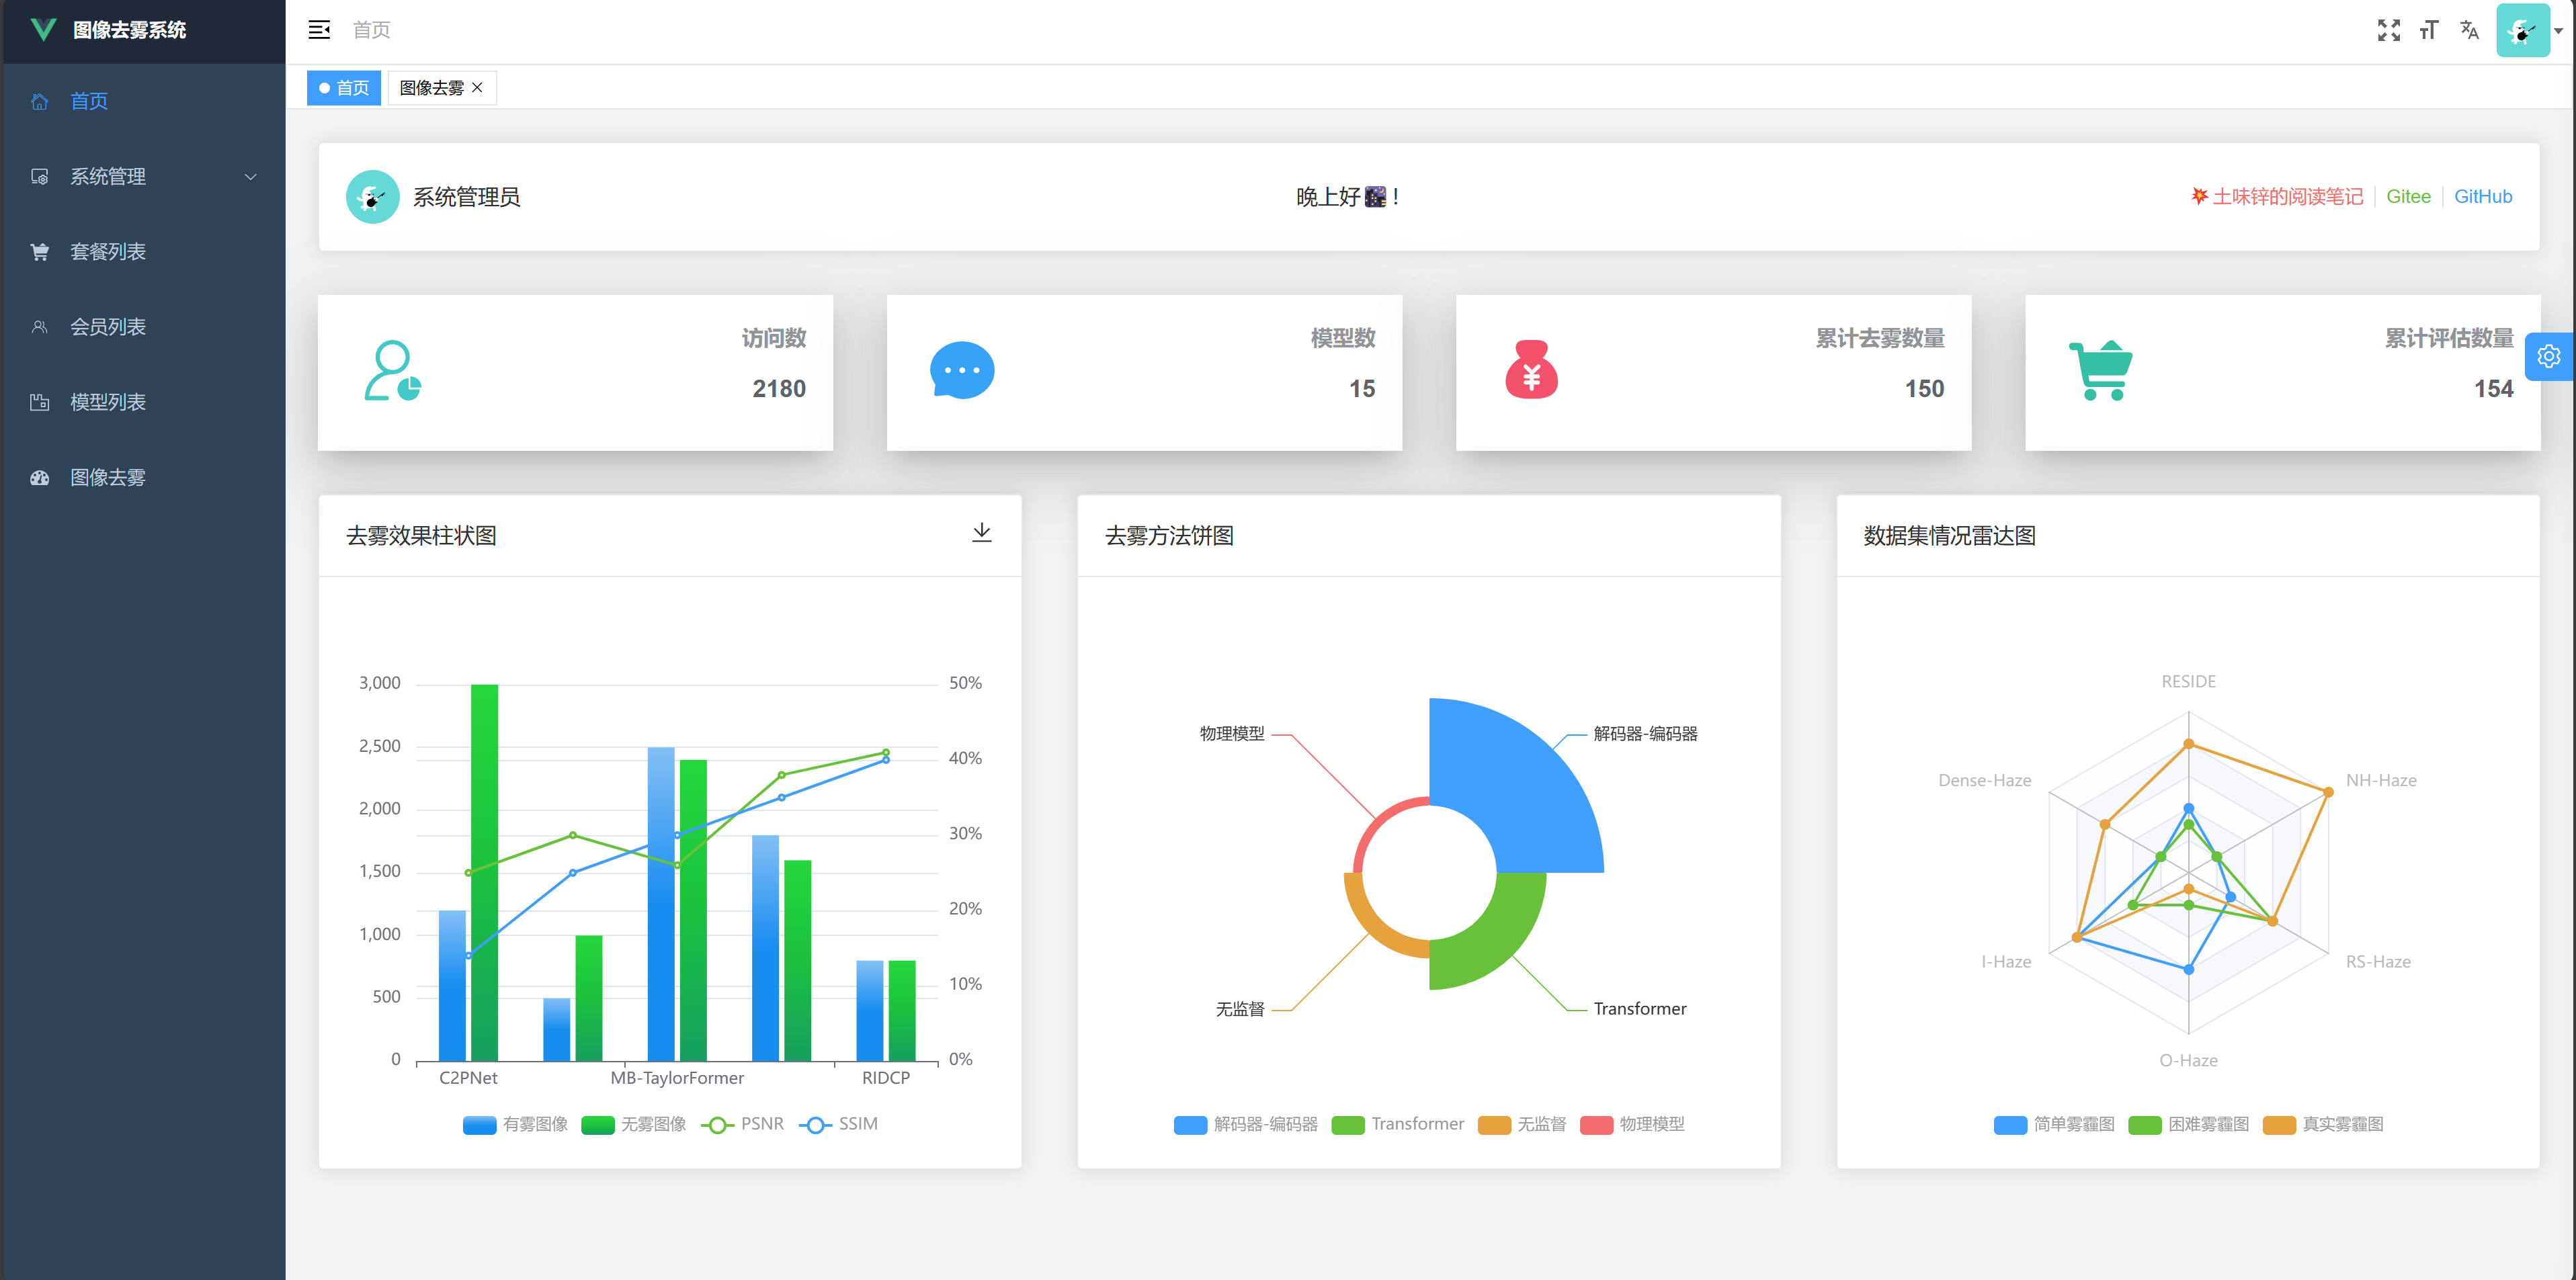 图像去雾系统
首页
首页
系统管理
套餐列表
会员列表
模型列表
图像去雾
首页
图像去雾
系统管理员
晚上好🌃！
💥土味锌的阅读笔记
Gitee
GitHub
访问数
2180
模型数
15
累计去雾数量
150
累计评估数量
154
去雾效果柱状图
3,000
2,500
2,000
1,500
1,000
500
0
50%
40%
30%
20%
10%
0%
C2PNet
MB-TaylorFormer
RIDCP
有雾图像
无雾图像
PSNR
SSIM
去雾方法饼图
物理模型
解码器-编码器
无监督
Transformer
解码器-编码器
Transformer
无监督
物理模型
数据集情况雷达图
RESIDE
Dense-Haze
NH-Haze
I-Haze
RS-Haze
O-Haze
简单雾霾图
困难雾霾图
真实雾霾图